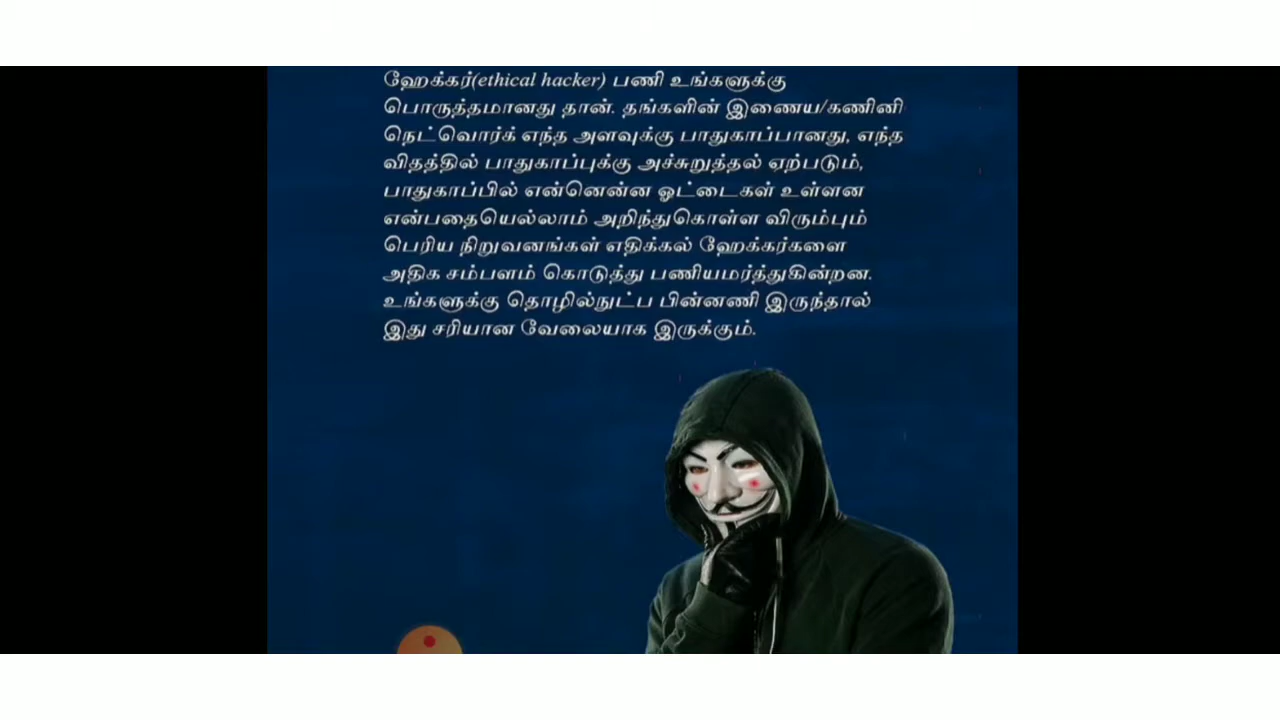 ஹேக்கர்(ethical hacker) பணி உங்களுக்கு
பொருத்தமானது தான். தங்களின் இணைய/கணினி
நெட்வொர்க் எந்த அளவுக்கு பாதுகாப்பானது, எந்த
விதத்தில் பாதுகாப்புக்கு அச்சுறுத்தல் ஏற்படும்,
பாதுகாப்பில் என்னென்ன ஓட்டைகள் உள்ளன
என்பதையெல்லாம் அறிந்துகொள்ள விரும்பும்
பெரிய நிறுவனங்கள் எதிக்கல் ஹேக்கர்களை
அதிக சம்பளம் கொடுத்து பணியமர்த்துகின்றன.
உங்களுக்கு தொழில்நுட்ப பின்னணி இருந்தால்
இது சரியான வேலையாக இருக்கும்.